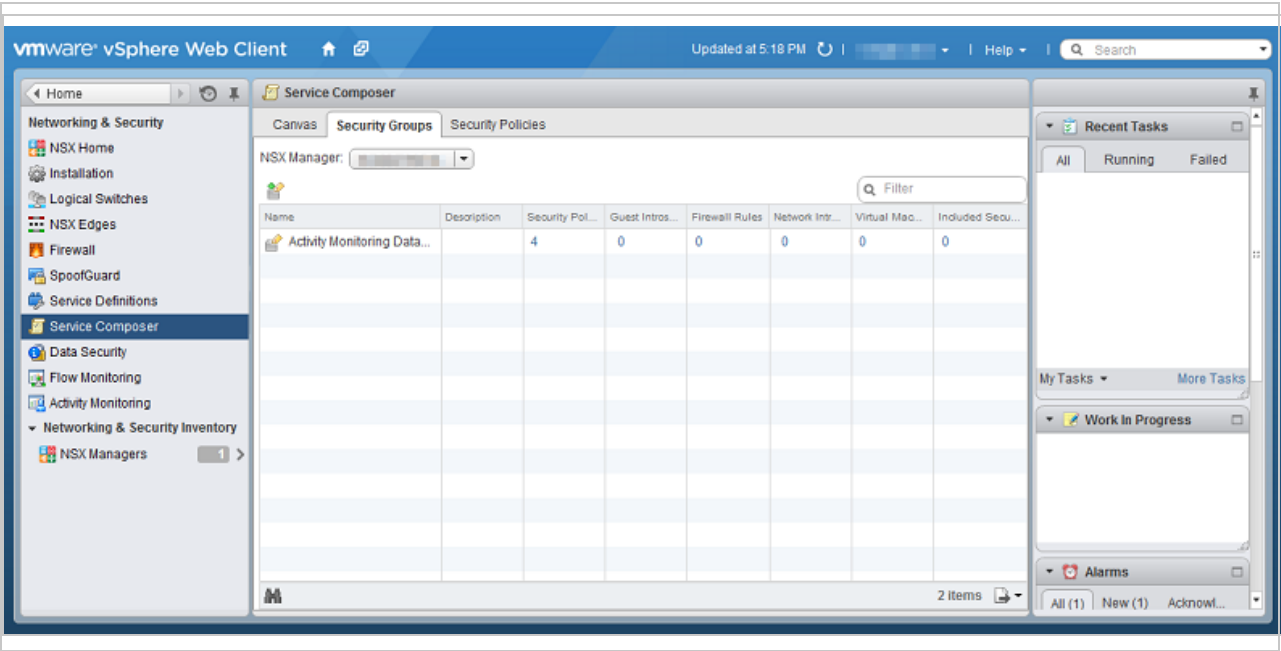 vmware® vSphere Web Client
Updated at 5:18 PM
Help
Search
Home
Networking & Security
NSX Home
Installation
Logical Switches
NSX Edges
Firewall
SpoofGuard
Service Definitions
Service Composer
Data Security
Flow Monitoring
Activity Monitoring
Networking & Security Inventory
NSX Managers 1
Service Composer
Canvas Security Groups Security Policies
NSX Manager:
Filter
Name Description Security Pol... Guest Intros... Firewall Rules Network Intr... Virtual Mac... Included Secu...
Activity Monitoring Data... 4 0 0 0 0 0
2 items
Recent Tasks
All Running Failed
My Tasks More Tasks
Work In Progress
Alarms
All (1) New (1) Acknowl...